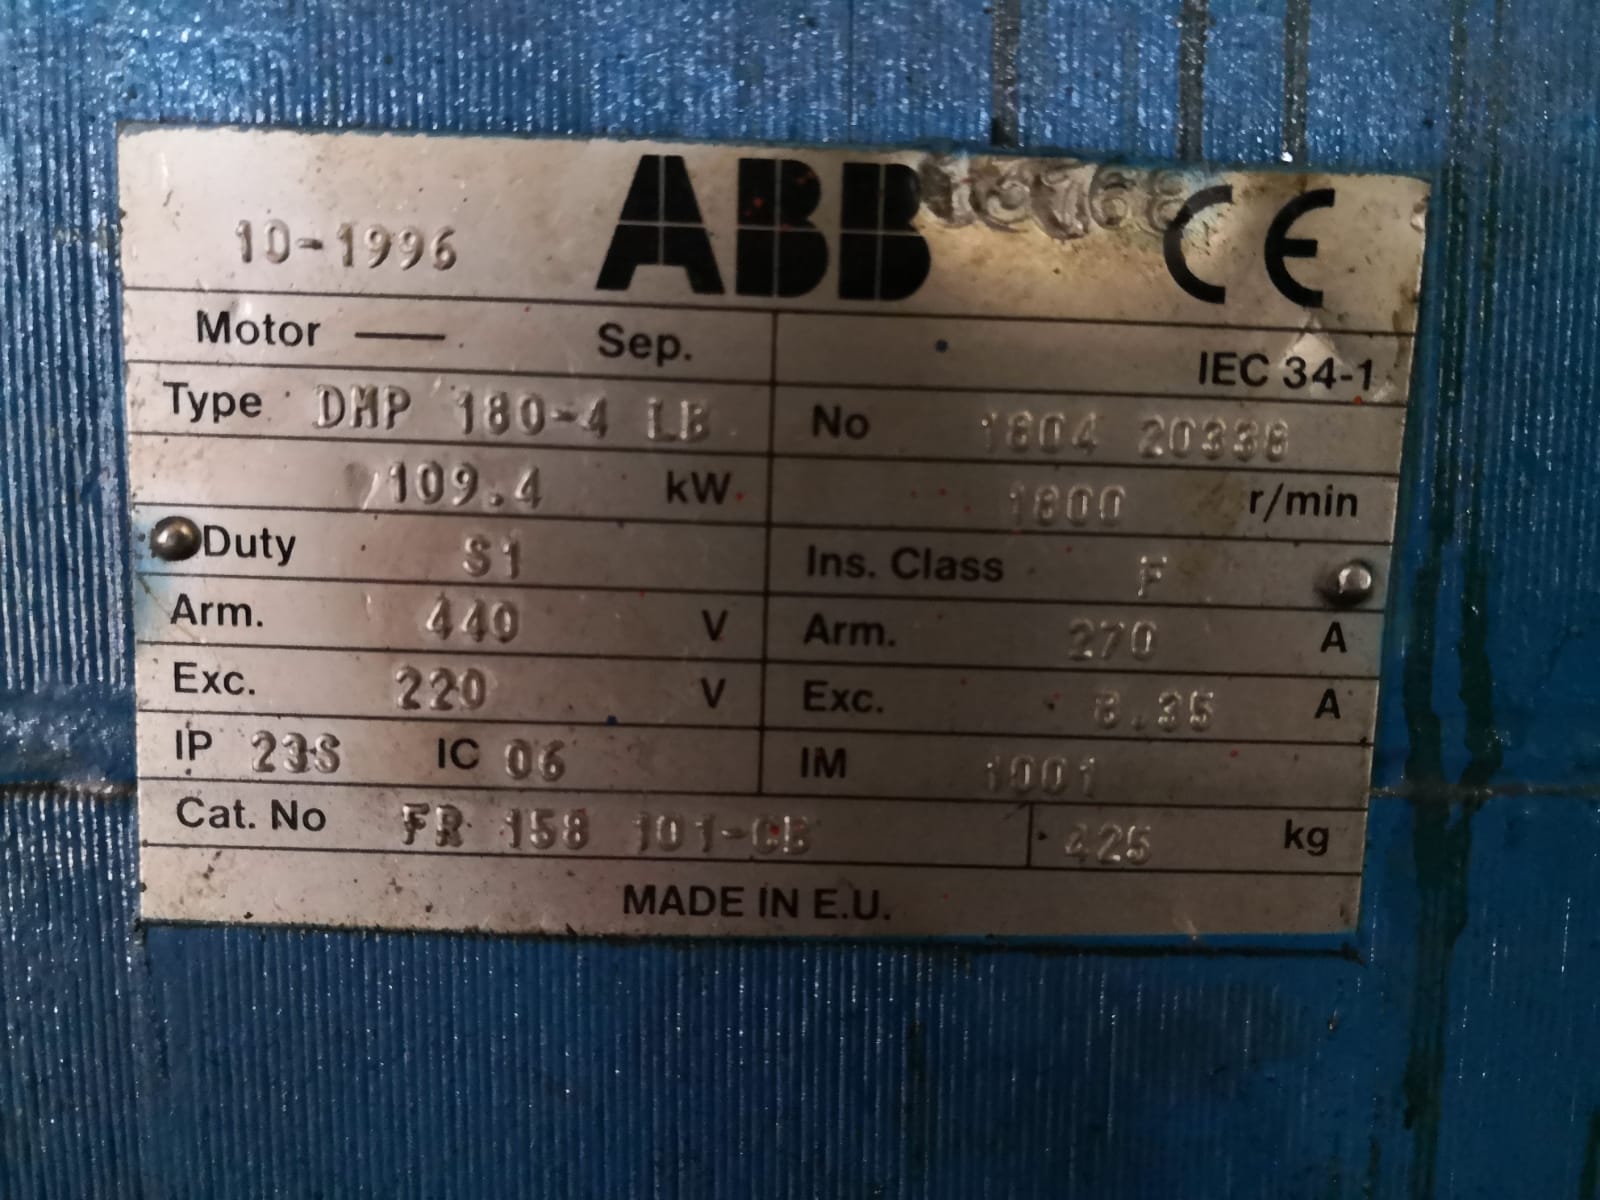 10-1996 ABB CE
Motor — Sep. IEC 34-1
Type DMP 180-4 LB No 1804 20338
109.4 kW 1800 r/min
Duty S1 Ins. Class F
Arm. 440 V Arm. 270 A
Exc. 220 V Exc. .35 A
IP 23S IC 06 IM 1001
Cat. No FR 158 101-CB 425 kg
MADE IN E.U.